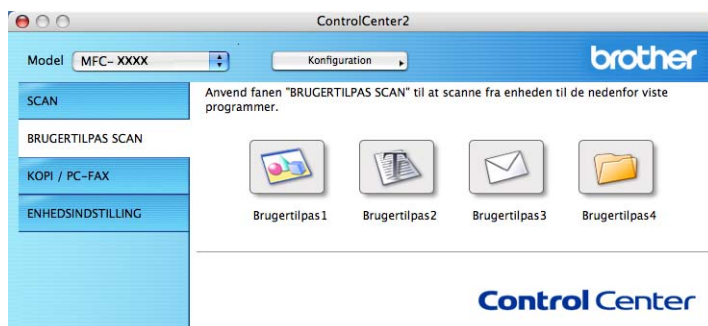 ControlCenter2
Model MFC- XXXX Konfiguration brother
SCAN
BRUGERTILPAS SCAN
KOPI / PC-FAX
ENHEDSINDSTILLING
Anvend fanen "BRUGERTILPAS SCAN" til at scanne fra enheden til de nedenfor viste
programmer.
Brugertilpas1 Brugertilpas2 Brugertilpas3 Brugertilpas4
Control Center